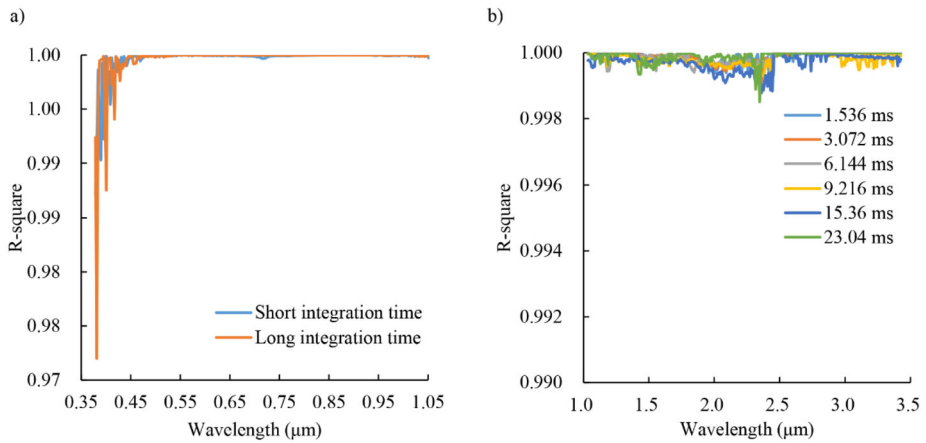 a)
1.00
1.00
0.99
0.99
0.98
0.98
0.97
R-square
0.35 0.45 0.55 0.65 0.75 0.85 0.95 1.05
Wavelength (μm)
Short integration time
Long integration time
b)
1.000
0.998
0.996
0.994
0.992
0.990
R-square
1.0 1.5 2.0 2.5 3.0 3.5
Wavelength (μm)
1.536 ms
3.072 ms
6.144 ms
9.216 ms
15.36 ms
23.04 ms